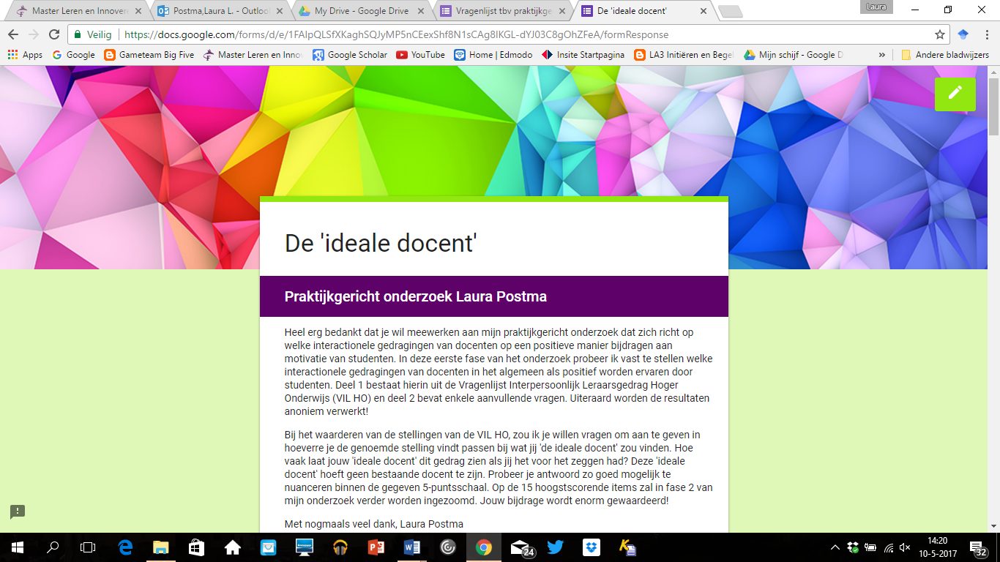 Master Leren en Innovere
Postma,Laura L. - Outloo
My Drive - Google Drive
Vragenlijst tbv praktijkge
De 'ideale docent'
Laura
Veilig
https://docs.google.com/forms/d/e/1FAIpQLSfXKaghSQJyMP5nCEexShf8N1sCAg8lKGL-dYJ03C8gOhZFeA/formResponse
Apps
Google
Gameteam Big Five
Master Leren en Inno
Google Scholar
YouTube
Home | Edmodo
Insite Startpagina
LA3 Initiëren en Bege
Mijn schijf - Google D
»
Andere bladwijzers
De 'ideale docent'
Praktijkgericht onderzoek Laura Postma
Heel erg bedankt dat je wil meewerken aan mijn praktijkgericht onderzoek dat zich richt op
welke interactionele gedragingen van docenten op een positieve manier bijdragen aan
motivatie van studenten. In deze eerste fase van het onderzoek probeer ik vast te stellen welke
interactionele gedragingen van docenten in het algemeen als positief worden ervaren door
studenten. Deel 1 bestaat hierin uit de Vragenlijst Interpersoonlijk Leraarsgedrag Hoger
Onderwijs (VIL HO) en deel 2 bevat enkele aanvullende vragen. Uiteraard worden de resultaten
anoniem verwerkt!
Bij het waarderen van de stellingen van de VIL HO, zou ik je willen vragen om aan te geven in
hoeverre je de genoemde stelling vindt passen bij wat jij 'de ideale docent' zou vinden. Hoe
vaak laat jouw 'ideale docent' dit gedrag zien als jij het voor het zeggen had? Deze 'ideale
docent' hoeft geen bestaande docent te zijn. Probeer je antwoord zo goed mogelijk te
nuanceren binnen de gegeven 5-puntsschaal. Op de 15 hoogstscorende items zal in fase 2 van
mijn onderzoek verder worden ingezoomd. Jouw bijdrage wordt enorm gewaardeerd!
Met nogmaals veel dank, Laura Postma
24
14:20
10-5-2017
32